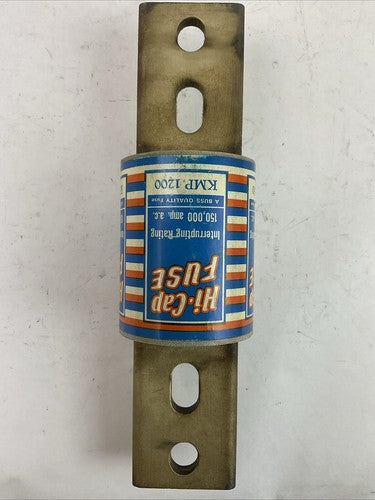 Hi-Cap
FUSE
Interrupting Rating
150,000 amp. a.c.
A BUSS QUALITY Fuse
KMP. 1200